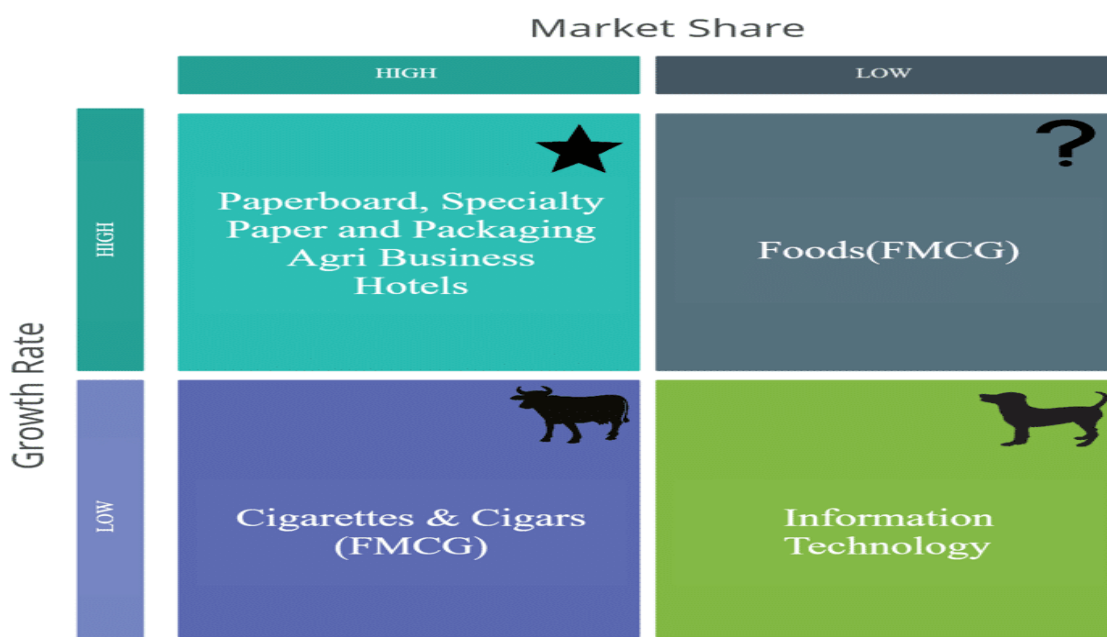 Market Share
HIGH
LOW
HIGH
Paperboard, Specialty
Paper and Packaging
Agri Business
Hotels
?
Foods(FMCG)
Growth Rate
LOW
Cigarettes & Cigars
(FMCG)
Information
Technology